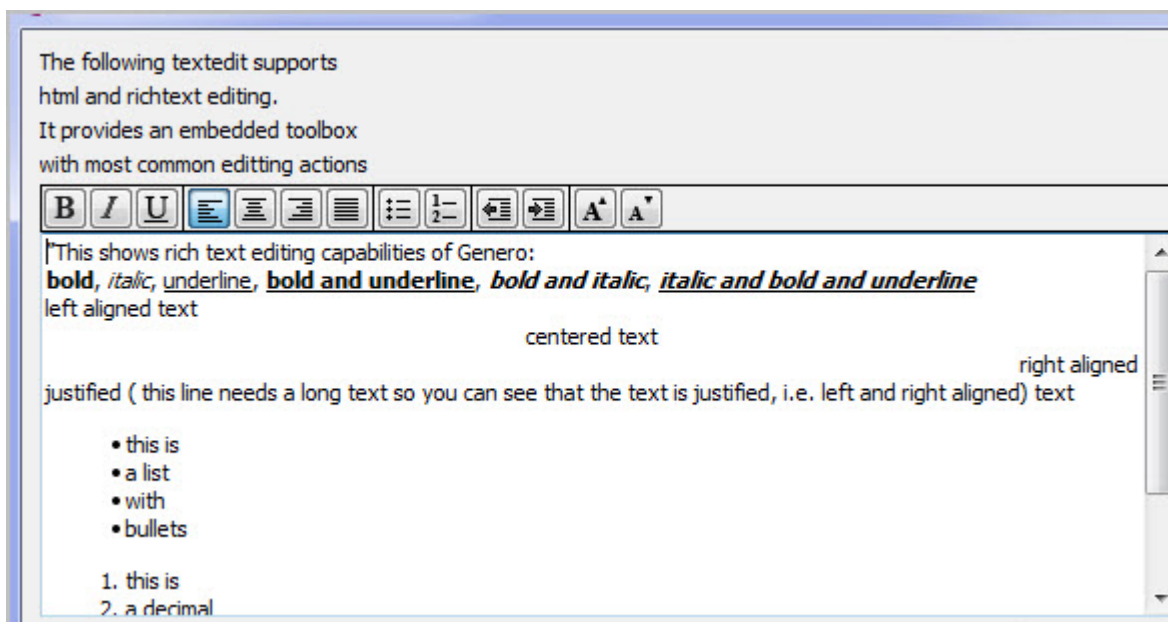 The following textedit supports
html and richtext editing.
It provides an embedded toolbox
with most common editting actions
B I U 1 2 A A
"This shows rich text editing capabilities of Genero:
bold, italic, underline, bold and underline, bold and italic, italic and bold and underline
left aligned text
centered text
right aligned
justified ( this line needs a long text so you can see that the text is justified, i.e. left and right aligned) text
• this is
• a list
• with
• bullets
1. this is
2. a decimal